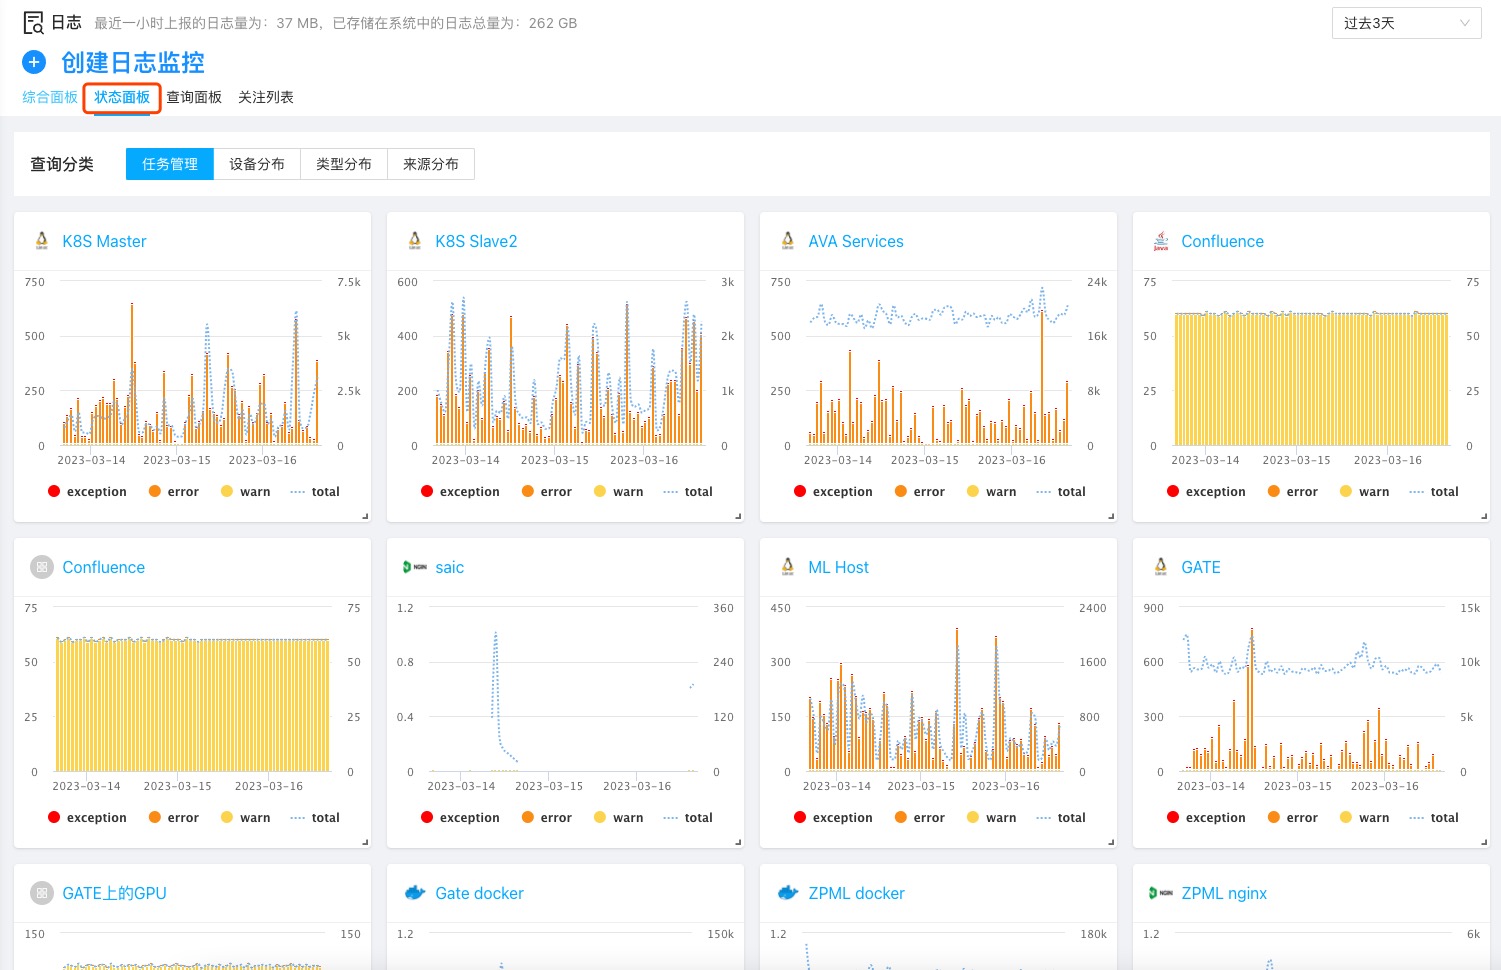 日志 最近一小时上报的日志量为：37 MB，已存储在系统中的日志总量为：262 GB
过去3天
创建日志监控
综合面板 状态面板 查询面板 关注列表
查询分类 任务管理 设备分布 类型分布 来源分布
K8S Master
750 7.5k
500 5k
250 2.5k
0 0
2023-03-14 2023-03-15 2023-03-16
exception error warn total
K8S Slave2
600 3k
400 2k
200 1k
0 0
2023-03-14 2023-03-15 2023-03-16
exception error warn total
AVA Services
750 24k
500 16k
250 8k
0 0
2023-03-14 2023-03-15 2023-03-16
exception error warn total
Java
Confluence
75 75
50 50
25 25
0 0
2023-03-14 2023-03-15 2023-03-16
exception error warn total
Confluence
75 75
50 50
25 25
0 0
2023-03-14 2023-03-15 2023-03-16
exception error warn total
NGIN
saic
1.2 360
0.8 240
0.4 120
0 0
2023-03-14 2023-03-15 2023-03-16
exception error warn total
ML Host
450 2400
300 1600
150 800
0 0
2023-03-14 2023-03-15 2023-03-16
exception error warn total
GATE
900 15k
600 10k
300 5k
0 0
2023-03-14 2023-03-15 2023-03-16
exception error warn total
GATE上的GPU
150 150
Gate docker
1.2 150k
ZPML docker
1.2 180k
NGIN
ZPML nginx
1.2 6k